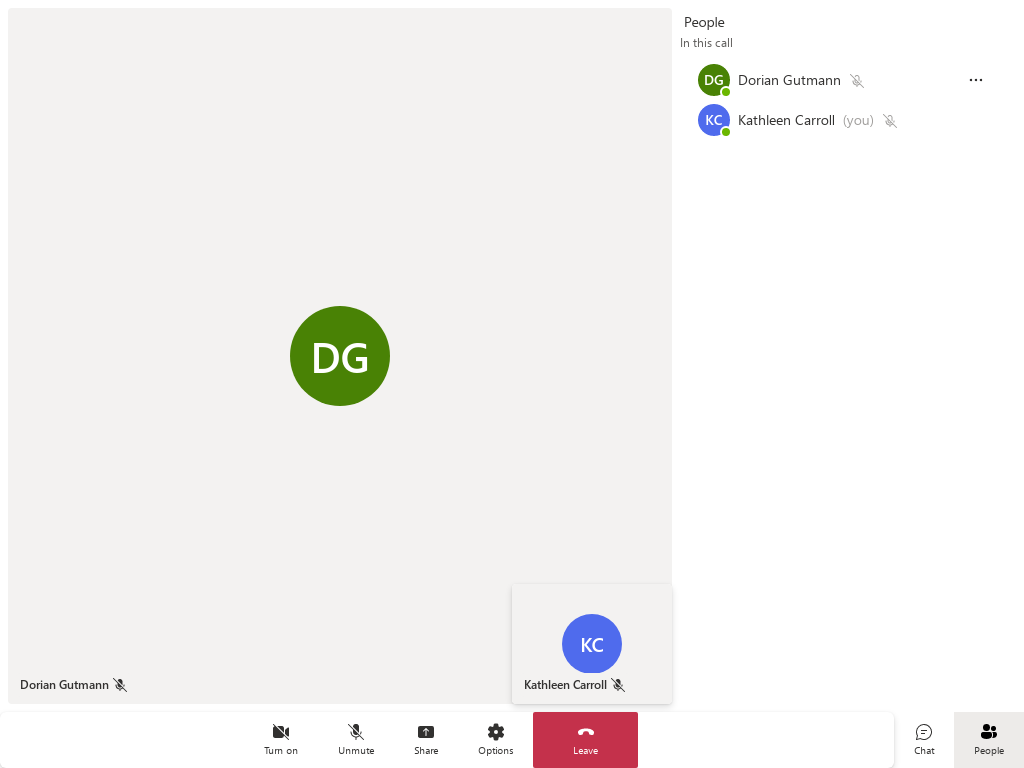 People
In this call
DG Dorian Gutmann
KC Kathleen Carroll (you)
DG
KC
Dorian Gutmann
Kathleen Carroll
Turn on
Unmute
Share
Options
Leave
Chat
People